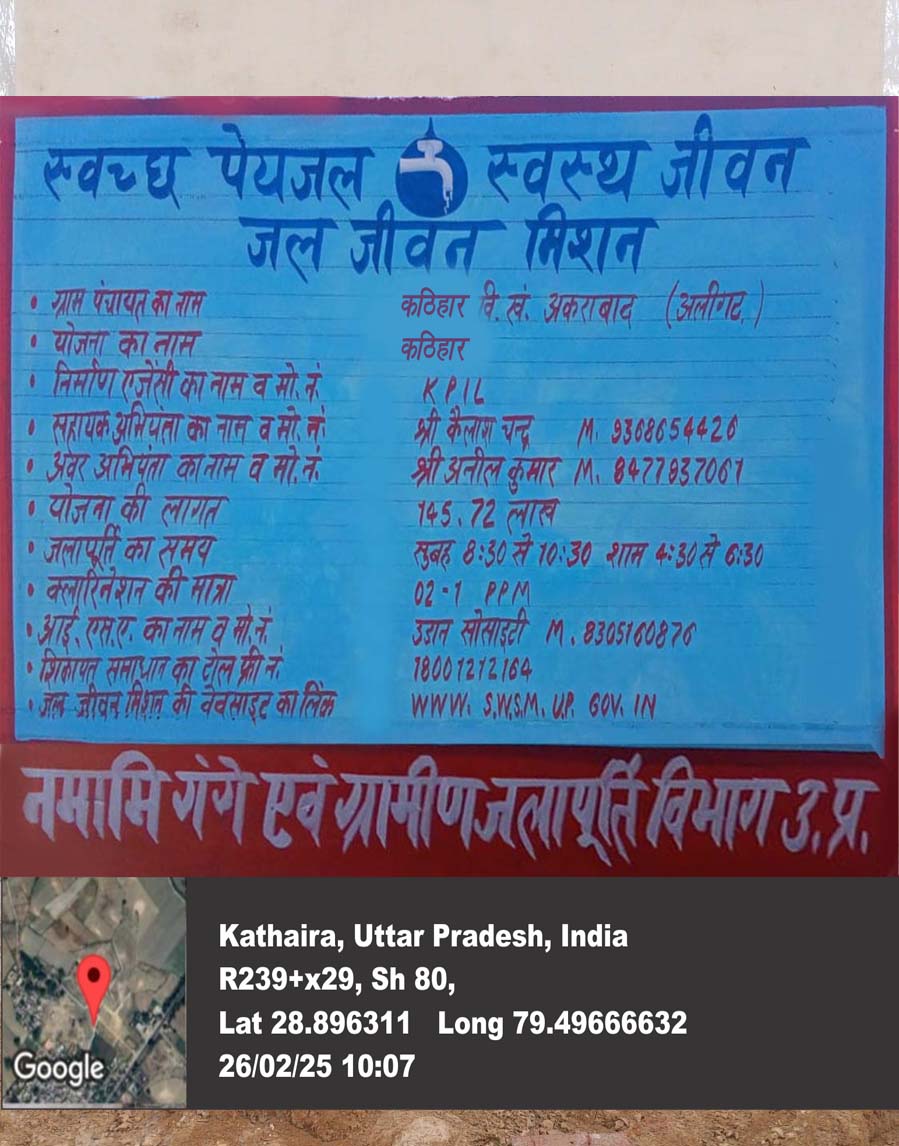 स्वच्छ पेयजल स्वस्थ जीवन
जल जीवन मिशन
• ग्राम पंचायत का नाम कठिहार वि. खं. अकराबाद (अलीगढ़)
• योजना का नाम कठिहार
• निर्माण एजेंसी का नाम व मो. नं. KPIL
• सहायक अभियंता का नाम व मो. नं. श्री कैलाश चन्द्र M. 9368654426
• अवर अभियंता का नाम व मो. नं. श्री अनील कुमार M. 8477837061
• योजना की लागत 145.72 लाख
• जलापूर्ति का समय सुबह 8:30 से 10:30 शाम 4:30 से 6:30
• क्लारिनेशन की मात्रा 02-1 PPM
• आई. एस. ए. का नाम व मो. नं. उडान सोसाइटी M. 8305160876
• शिकायत समाधान का टोल फ्री नं. 18001212164
• जल जीवन मिशन की वेबसाइट का लिंक WWW. S.W.S.M. U.P. GOV. IN
नमामि गंगे एवं ग्रामीण जलापूर्ति विभाग उ. प्र.
Kathaira, Uttar Pradesh, India
R239+x29, Sh 80,
Lat 28.896311 Long 79.49666632
26/02/25 10:07
Google